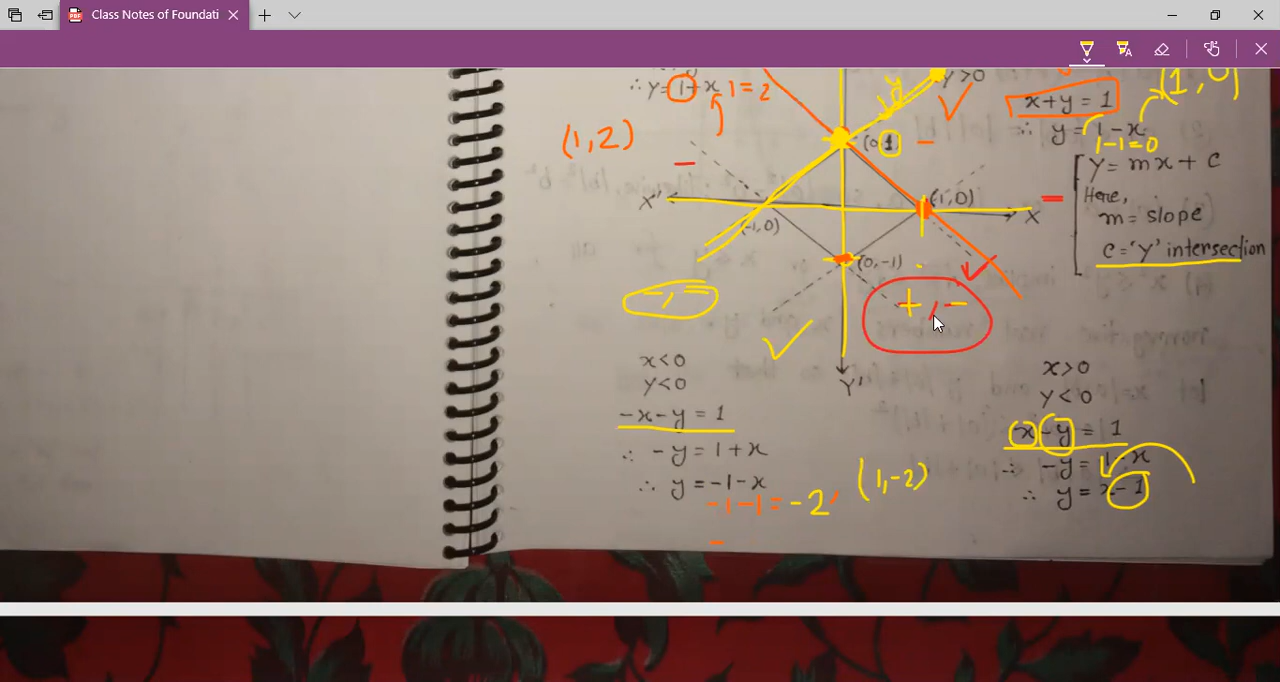 Class Notes of Foundati
∴ y = 1 + x 1 = 2
(1, 2)
y > 0
(1, 0)
x + y = 1
∴ y = 1 - x
1 - 1 = 0
(0, 1
-
-
Y = mx + c
Here,
m = slope
c = 'Y' intersection
=
(1, 0)
X'
X
(-1, 0)
(0, -1)
-, =
+, -
Y'
x < 0
y < 0
-x - y = 1
∴ -y = 1 + x
∴ y = -1 - x
-1 - 1 = -2
-
(1, -2)
x > 0
y < 0
x - y = 1
∴ -y = 1 - x
∴ y = x - 1